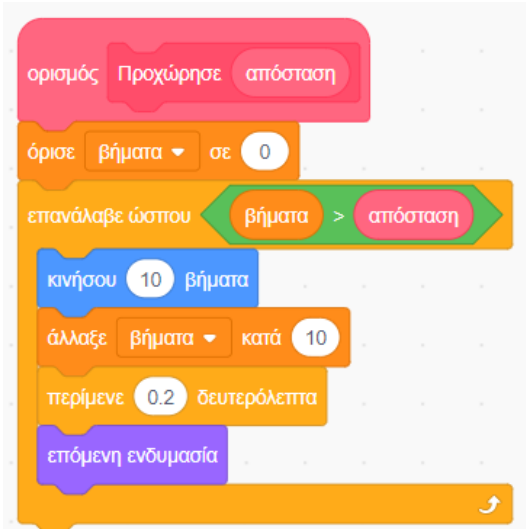 ορισμός Προχώρησε απόσταση
όρισε βήματα σε 0
επανάλαβε ώσπου βήματα > απόσταση
κινήσου 10 βήματα
άλλαξε βήματα κατά 10
περίμενε 0.2 δευτερόλεπτα
επόμενη ενδυμασία